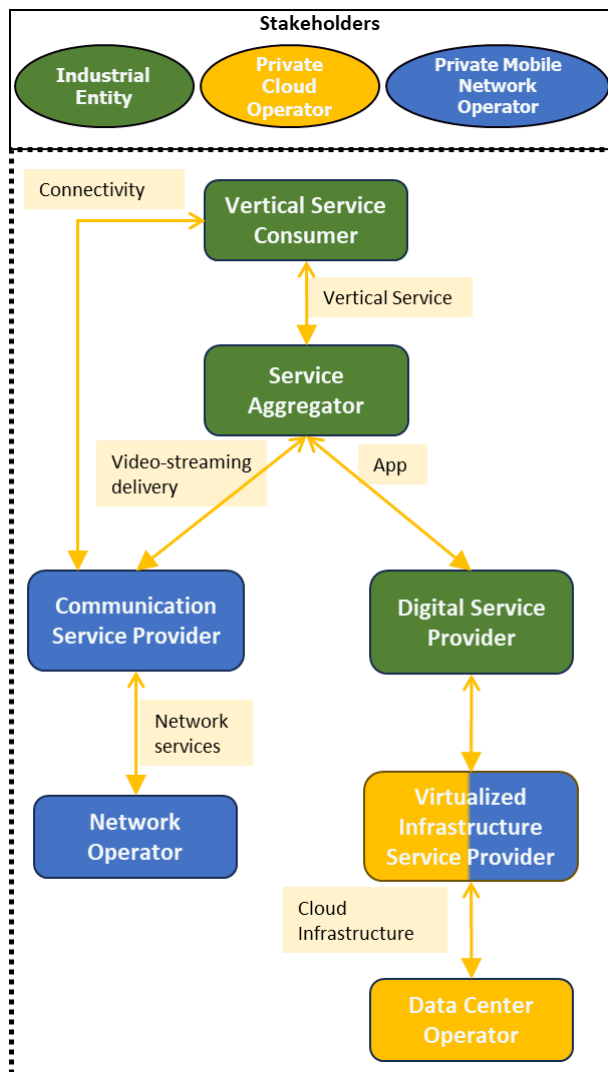 Stakeholders
Industrial
Entity
Private
Cloud
Operator
Private Mobile
Network
Operator
Connectivity
Vertical Service
Consumer
Vertical Service
Service
Aggregator
Video-streaming
delivery
App
Communication
Service Provider
Digital Service
Provider
Network
services
Network
Operator
Virtualized
Infrastructure
Service Provider
Cloud
Infrastructure
Data Center
Operator